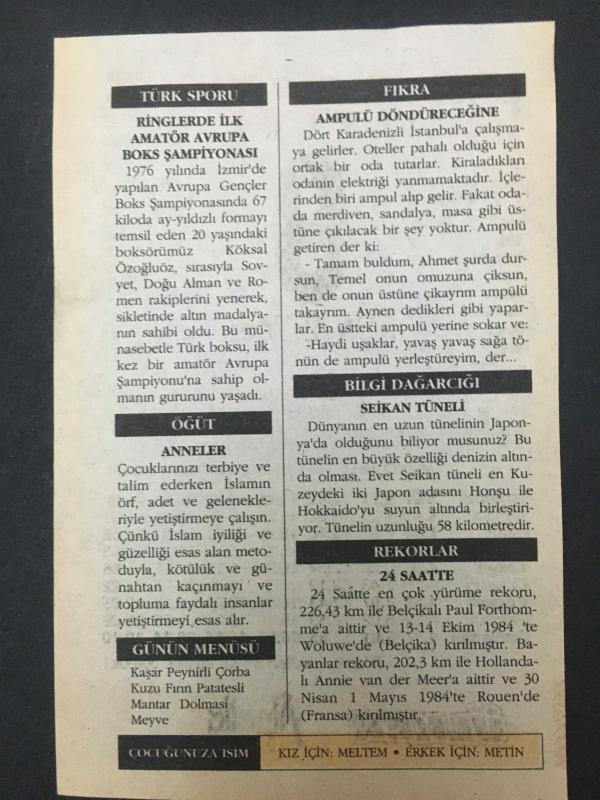 TÜRK SPORU
RİNGLERDE İLK
AMATÖR AVRUPA
BOKS ŞAMPİYONASI
1976 yılında İzmir'de
yapılan Avrupa Gençler
Boks Şampiyonasında 67
kiloda ay-yıldızlı formayı
temsil eden 20 yaşındaki
boksörümüz Köksal
Özoğluöz, sırasıyla Sov-
yet, Doğu Alman ve Ro-
men rakiplerini yenerek,
sikletinde altın madalya-
nın sahibi oldu. Bu mü-
nasebetle Türk boksu, ilk
kez bir amatör Avrupa
Şampiyonu'na sahip ol-
manın gururunu yaşadı.
ÖĞÜT
ANNELER
Çocuklarınızı terbiye ve
talim ederken İslamın
örf, adet ve gelenekle-
riyle yetiştirmeye çalışın.
Çünkü İslam iyiliği ve
güzelliği esas alan meto-
duyla, kötülük ve gü-
nahtan kaçınmayı ve
topluma faydalı insanlar
yetiştirmeyi esas alır.
GÜNÜN MENÜSÜ
Kaşar Peynirli Çorba
Kuzu Fırın Patatesli
Mantar Dolması
Meyve
FIKRA
AMPULÜ DÖNDÜRECEĞİNE
Dört Karadenizli İstanbul'a çalışma-
ya gelirler. Oteller pahalı olduğu için
ortak bir oda tutarlar. Kiraladıkları
odanın elektriği yanmamaktadır. İçle-
rinden biri ampul alıp gelir. Fakat oda-
da merdiven, sandalya, masa gibi üs-
tüne çıkılacak bir şey yoktur. Ampulü
getiren der ki:
- Tamam buldum, Ahmet şurda dur-
sun, Temel onun omuzuna çiksun,
ben de onun üstüne çikayrım ampülü
takayrım. Aynen dedikleri gibi yapar-
lar. En üstteki ampulü yerine sokar ve:
-Haydi uşaklar, yavaş yavaş sağa tö-
nün de ampulü yerleştüreyim, der...
BİLGİ DAĞARCIĞI
SEİKAN TÜNELİ
Dünyanın en uzun tünelinin Japon-
ya'da olduğunu biliyor musunuz? Bu
tünelin en büyük özelliği denizin altın-
da olması. Evet Seikan tüneli en Ku-
zeydeki iki Japon adasını Honşu ile
Hokkaido'yu suyun altında birleştiri-
yor. Tünelin uzunluğu 58 kilometredir.
REKORLAR
24 SAATTE
24 Saatte en çok yürüme rekoru,
226,43 km ile Belçikalı Paul Forthom-
me'a aittir ve 13-14 Ekim 1984 'te
Woluwe'de (Belçika) kırılmıştır. Ba-
yanlar rekoru, 202,3 km ile Hollanda-
lı Annie van der Meer'a aittir ve 30
Nisan 1 Mayıs 1984'te Rouen'de
(Fransa) kırılmıştır.
ÇOCUĞUNUZA İSİM KIZ İÇİN: MELTEM • ERKEK İÇİN: METİN